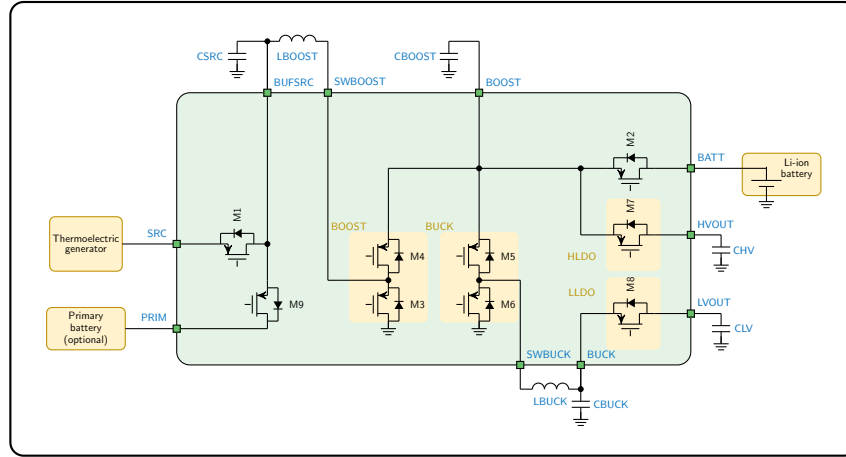 CSRC
LBOOST
SWBOOST
BUFSRC
CBOOST
BOOST
M2
BATT
Li-ion
battery
M1
SRC
Thermoelectric
generator
BOOST
BUCK
M7
HVOUT
M4
M5
HLDO
CHV
LLDO
M8
LVOUT
M9
M3
M6
Primary
battery
(optional)
PRIM
CLV
SWBUCK
BUCK
LBUCK
CBUCK